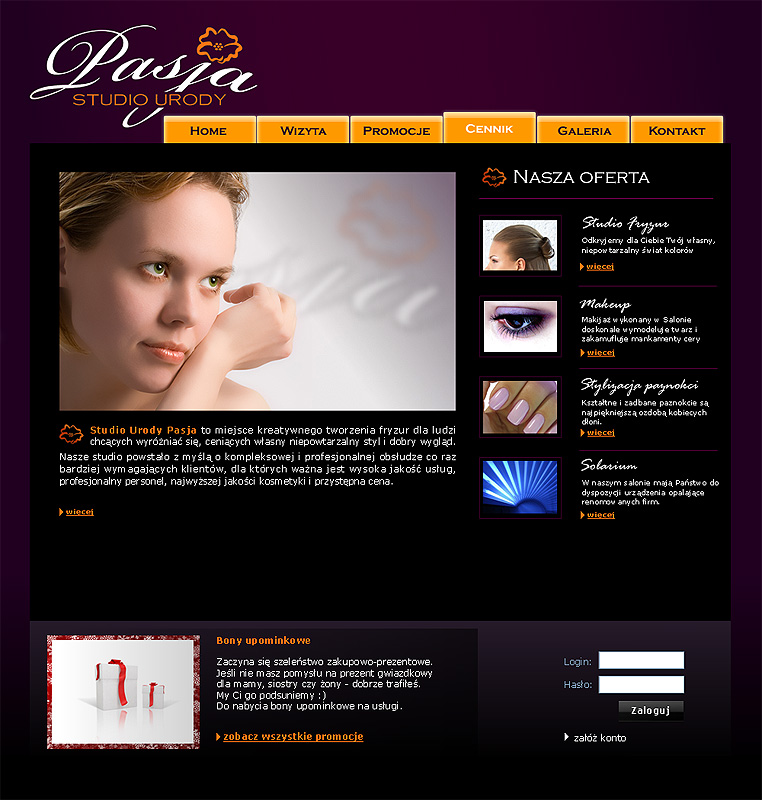 Pasja
STUDIO URODY
HOME WIZYTA PROMOCJE CENNIK GALERIA KONTAKT
NASZA OFERTA
Studio Fryzur
Odkryjemy dla Ciebie Twój własny,
niepowtarzalny świat kolorów
więcej
Makeup
Makijaż wykonany w Salonie
doskonale wymodeluje twarz i
zakamufluje mankamenty cery
więcej
Stylizacja paznokci
Kształtne i zadbane paznokcie są
najpiękniejszą ozdobą kobiecych
dłoni.
więcej
Solarium
W naszym salonie mają Państwo do
dyspozycji urządzenia opalające
renomowanych firm.
więcej
Studio Urody Pasja to miejsce kreatywnego tworzenia fryzur dla ludzi
chcących wyróżniać się, ceniących własny niepowtarzalny styl i dobry wygląd.
Nasze studio powstało z myślą o kompleksowej i profesjonalnej obsłudze co raz
bardziej wymagających klientów, dla których ważna jest wysoka jakość usług,
profesjonalny personel, najwyższej jakości kosmetyki i przystępna cena.
więcej
Bony upominkowe
Zaczyna się szeleństwo zakupowo-prezentowe.
Jeśli nie masz pomysłu na prezent gwiazdkowy
dla mamy, siostry czy żony - dobrze trafiłeś.
My Ci go podsuniemy :)
Do nabycia bony upominkowe na usługi.
zobacz wszystkie promocje
Login:
Hasło:
Zaloguj
załóż konto